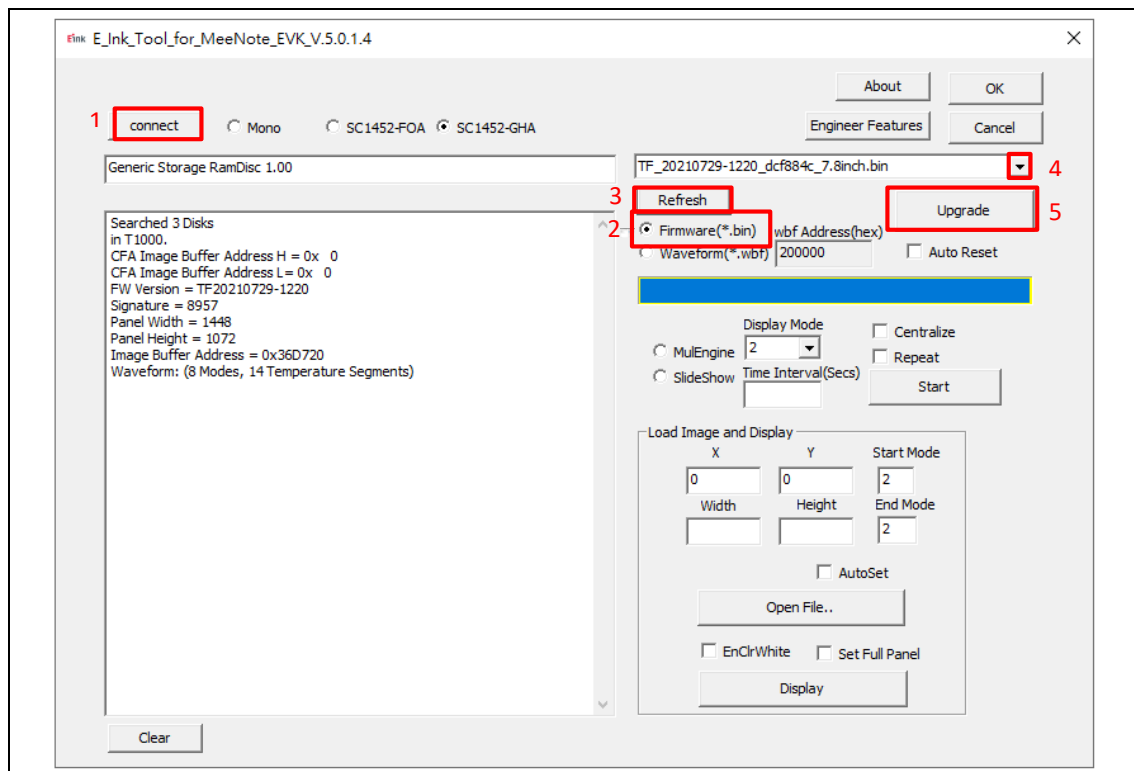 Eink E_Ink_Tool_for_MeeNote_EVK_V.5.0.1.4
About
OK
1
connect
Mono
SC1452-FOA
SC1452-GHA
Engineer Features
Cancel
Generic Storage RamDisc 1.00
TF_20210729-1220_dcf884c_7.8inch.bin
4
3
Refresh
Upgrade
5
Searched 3 Disks
in T1000.
CFA Image Buffer Address H = 0x   0
CFA Image Buffer Address L= 0x   0
FW Version = TF20210729-1220
Signature = 8957
Panel Width = 1448
Panel Height = 1072
Image Buffer Address = 0x36D720
Waveform: (8 Modes, 14 Temperature Segments)
2
Firmware(*.bin)
wbf Address(hex)
Waveform(*.wbf)
200000
Auto Reset
Display Mode
Centralize
MulEngine
2
Repeat
SlideShow
Time Interval(Secs)
Start
Load Image and Display
X
Y
Start Mode
0
0
2
Width
Height
End Mode
2
AutoSet
Open File..
EnClrWhite
Set Full Panel
Display
Clear